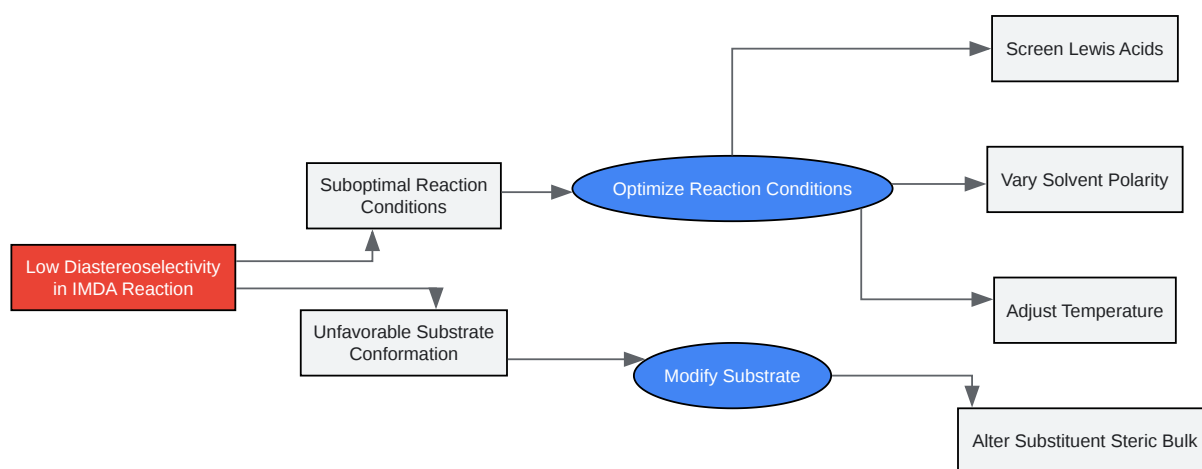 Low Diastereoselectivity
in IMDA Reaction
Suboptimal Reaction
Conditions
Unfavorable Substrate
Conformation
Optimize Reaction Conditions
Modify Substrate
Screen Lewis Acids
Vary Solvent Polarity
Adjust Temperature
Alter Substituent Steric Bulk